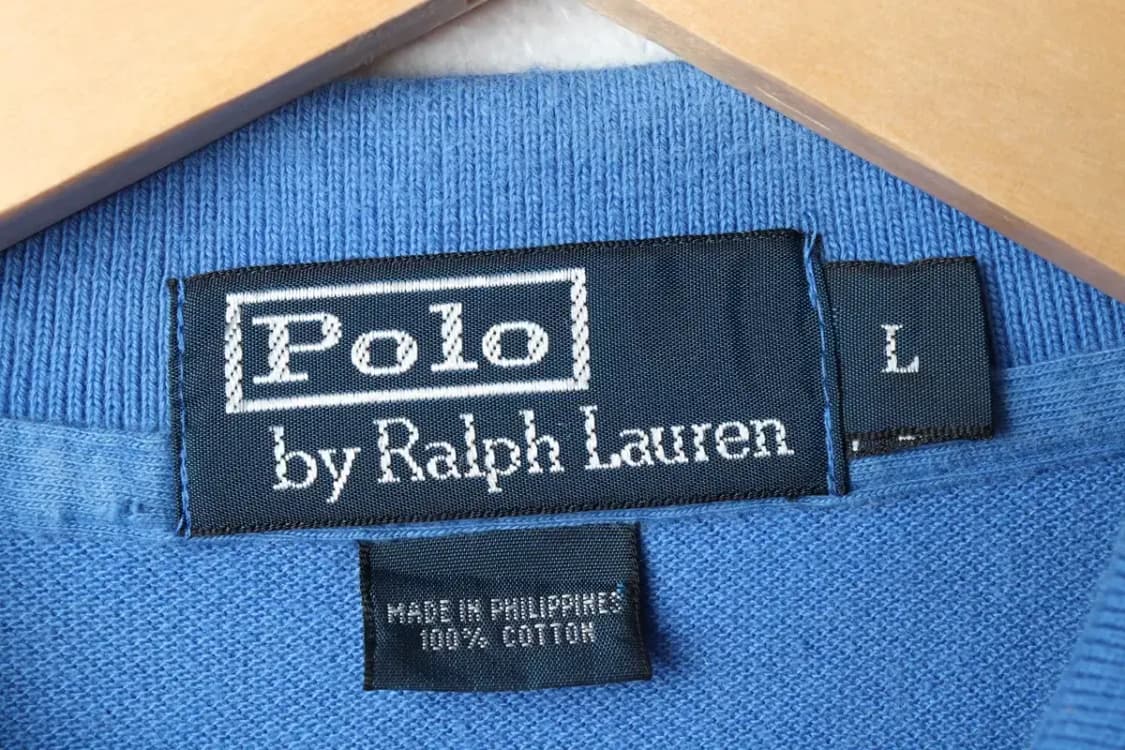 Polo
by Ralph Lauren
L
MADE IN PHILIPPINES
100% COTTON